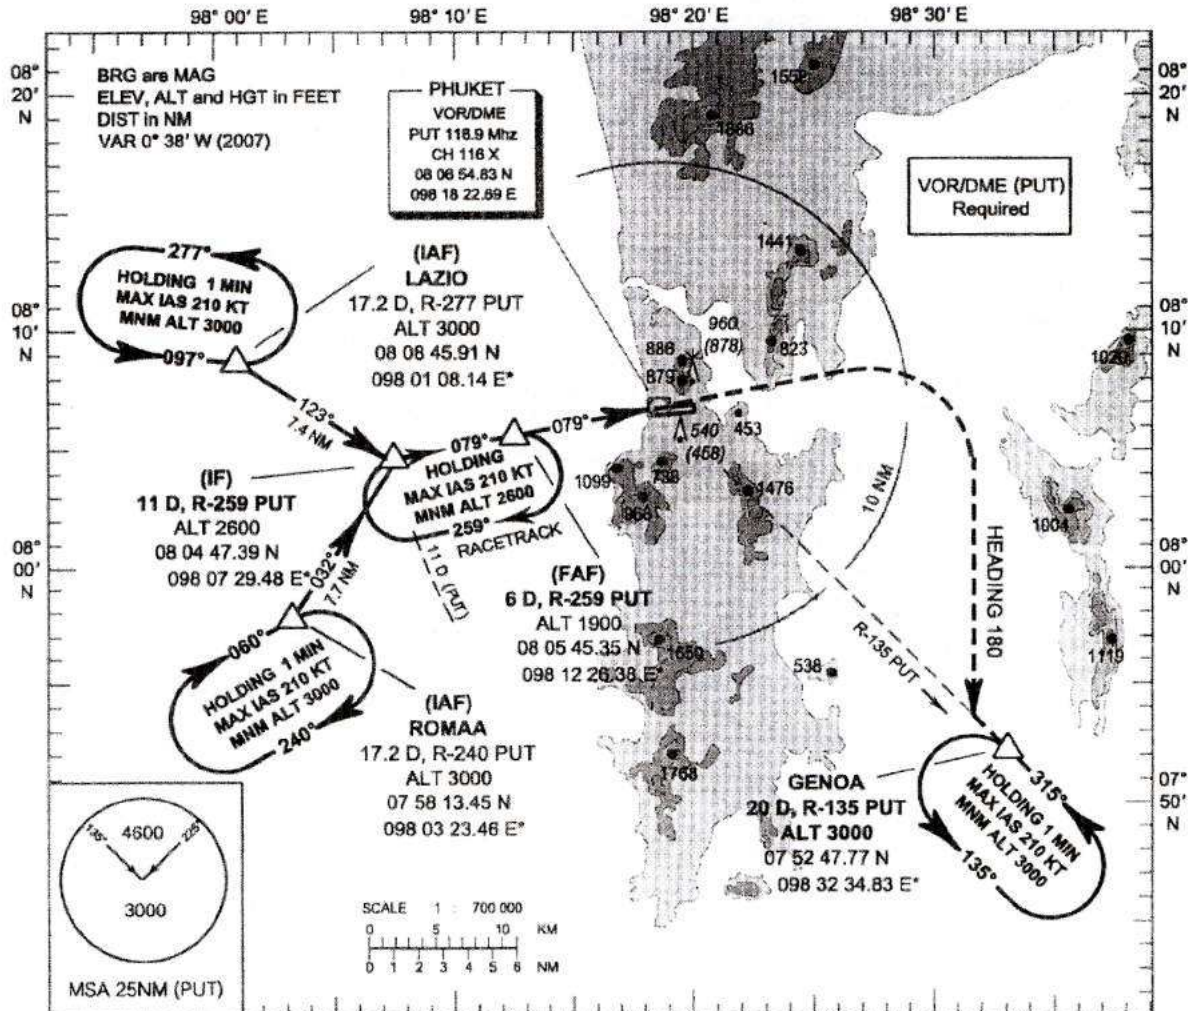 98° 00' E
98° 10' E
98° 20' E
98° 30' E
08°
20'
N
08°
20'
N
BRG are MAG
ELEV, ALT and HGT in FEET
DIST in NM
VAR 0° 38' W (2007)
PHUKET
VOR/DME
PUT 116.9 Mhz
CH 116 X
08 06 54.83 N
098 18 22.69 E
1552
1866
VOR/DME (PUT)
Required
1441
277°
HOLDING 1 MIN
MAX IAS 210 KT
MNM ALT 3000
097°
(IAF)
LAZIO
17.2 D, R-277 PUT
ALT 3000
08 08 45.91 N
098 01 08.14 E*
08°
10'
N
08°
10'
N
960
(878)
886
879
823
123°
7.4 NM
079°
079°
HOLDING
MAX IAS 210 KT
MNM ALT 2600
259°
RACETRACK
11 D (PUT)
540
(458)
453
1099
738
968
1476
10 NM
1004
(IF)
11 D, R-259 PUT
ALT 2600
08 04 47.39 N
098 07 29.48 E*
032°
7.7 NM
08°
00'
N
08°
00'
N
HEADING 180
(FAF)
6 D, R-259 PUT
ALT 1900
08 05 45.35 N
098 12 26.38 E*
R-135 PUT
538
1119
060°
HOLDING 1 MIN
MAX IAS 210 KT
MNM ALT 3000
240°
(IAF)
ROMAA
17.2 D, R-240 PUT
ALT 3000
07 58 13.45 N
098 03 23.46 E*
1768
GENOA
20 D, R-135 PUT
ALT 3000
07 52 47.77 N
098 32 34.83 E*
315°
HOLDING 1 MIN
MAX IAS 210 KT
MNM ALT 3000
135°
07°
50'
N
135°
4600
225°
3000
MSA 25NM (PUT)
SCALE 1 : 700 000
0 5 10 KM
0 1 2 3 4 5 6 NM